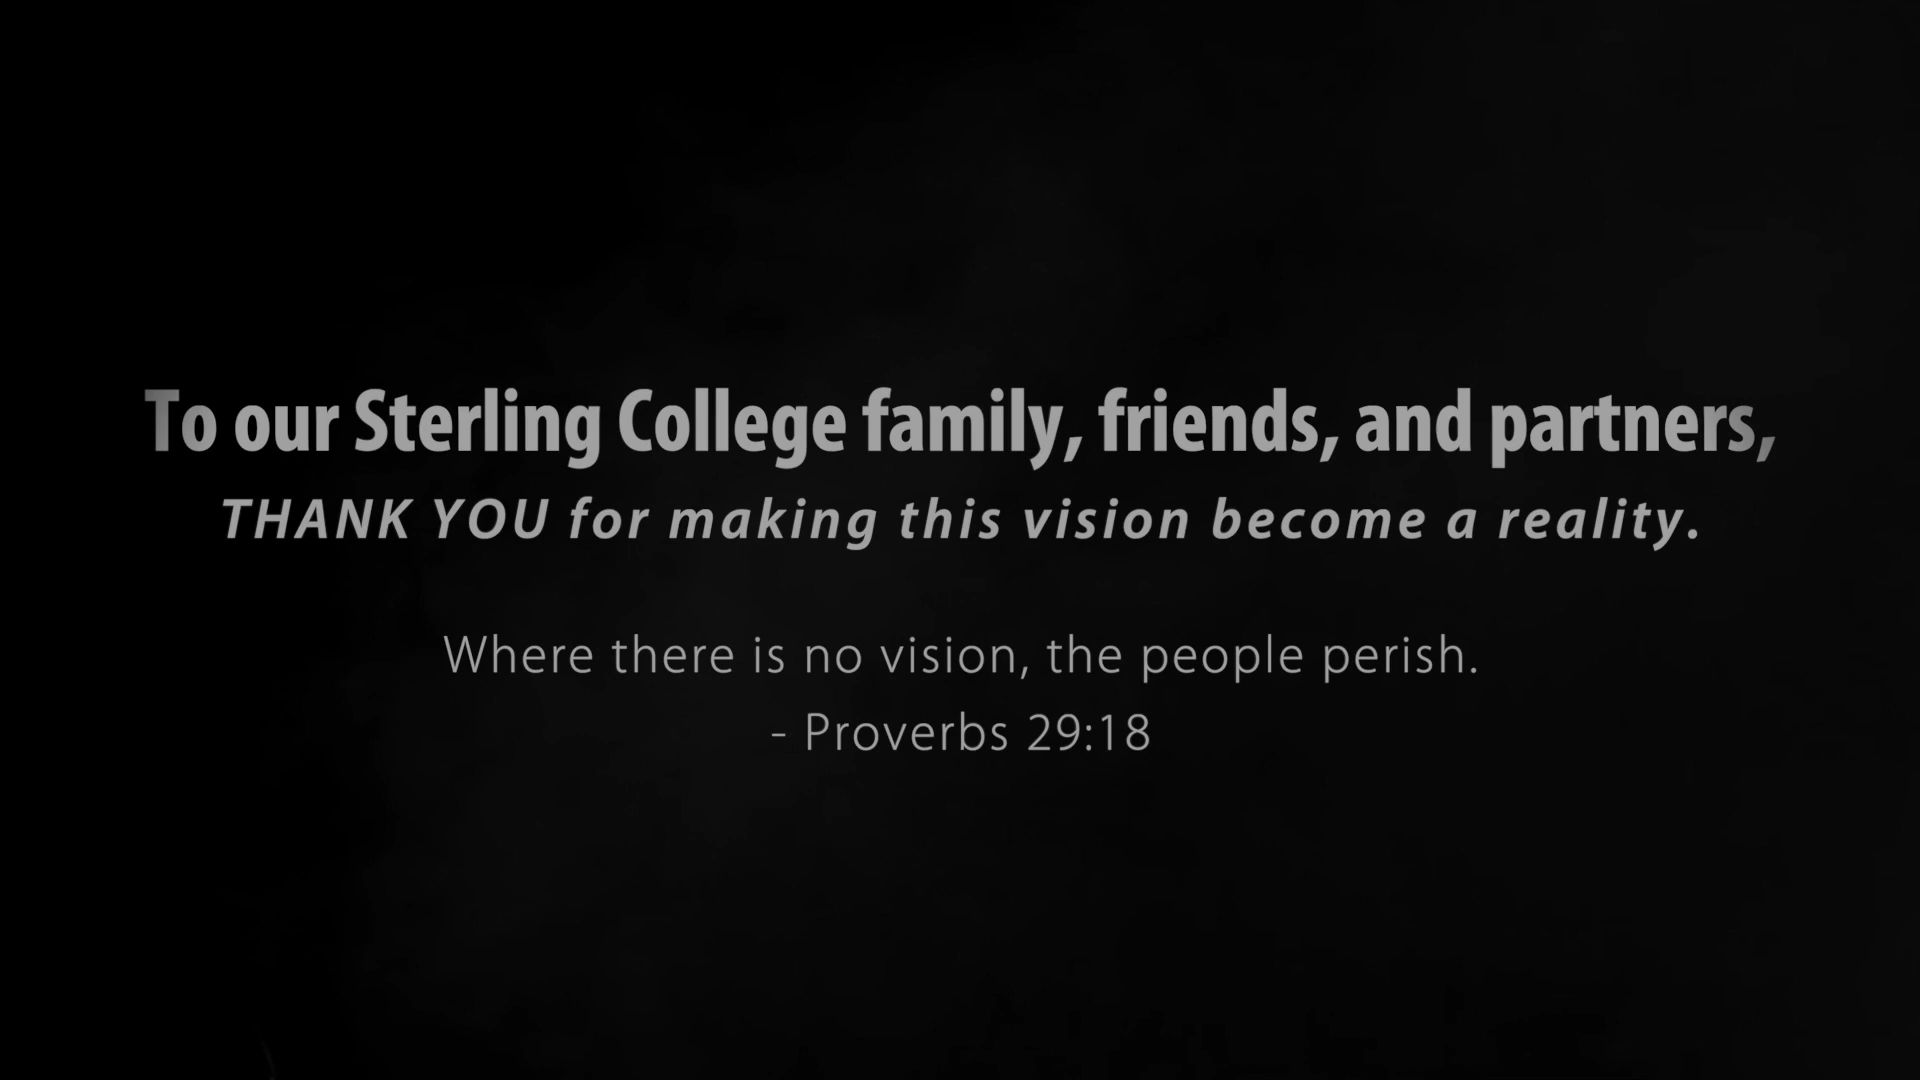 To our Sterling College family, friends, and partners,
THANK YOU for making this vision become a reality.
Where there is no vision, the people perish.
- Proverbs 29:18